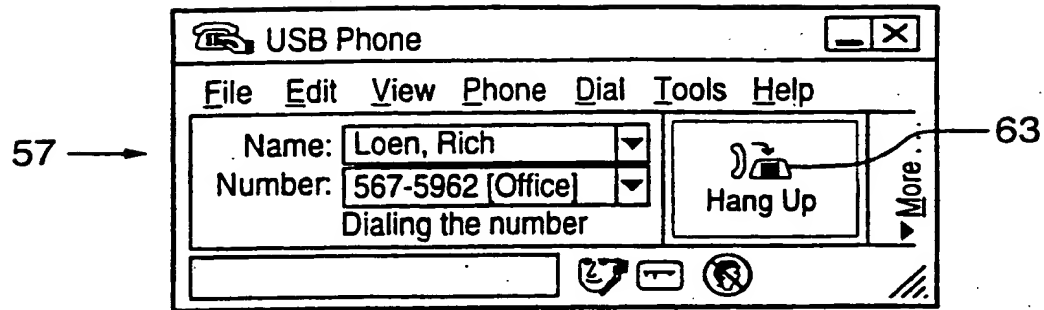 USB Phone
File Edit View Phone Dial Tools Help
57
Name: Loen, Rich
Number: 567-5962 [Office]
Dialing the number
Hang Up
More...
63